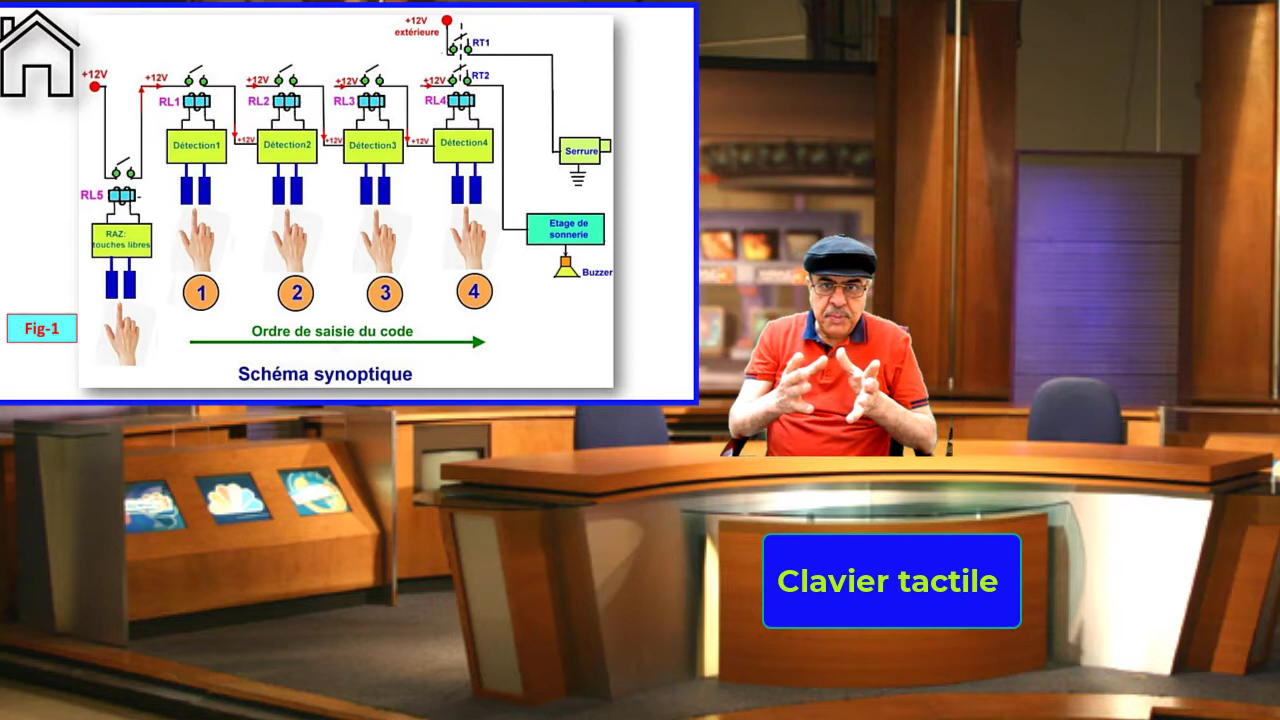 +12V
extérieure
RT1
+12V
+12V
+12V
+12V
+12V
RT2
RL1
RL2
RL3
RL4
Détection1
+12V
Détection2
+12V
Détection3
+12V
Détection4
Serrure
RL5
RAZ:
touches libres
Etage de
sonnerie
Buzzer
1
2
3
4
Fig-1
Ordre de saisie du code
Schéma synoptique
Clavier tactile